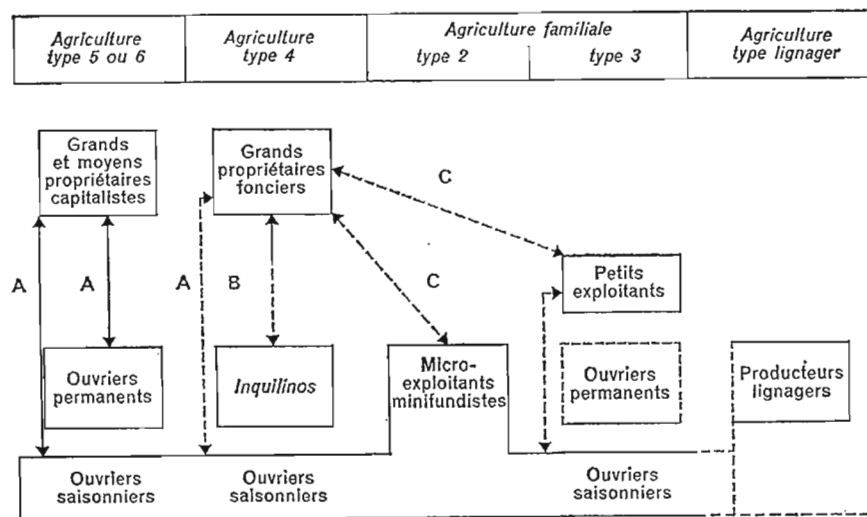 Agriculture
type 5 ou 6
Agriculture
type 4
Agriculture familiale
type 2 type 3
Agriculture
type lignager
Grands
et moyens
propriétaires
capitalistes
Grands
propriétaires
fonciers
C
Petits
exploitants
A
A
A
B
C
Ouvriers
permanents
Inquilinos
Micro-
exploitants
minifundistes
Ouvriers
permanents
Producteurs
lignagers
Ouvriers
saisonniers
Ouvriers
saisonniers
Ouvriers
saisonniers